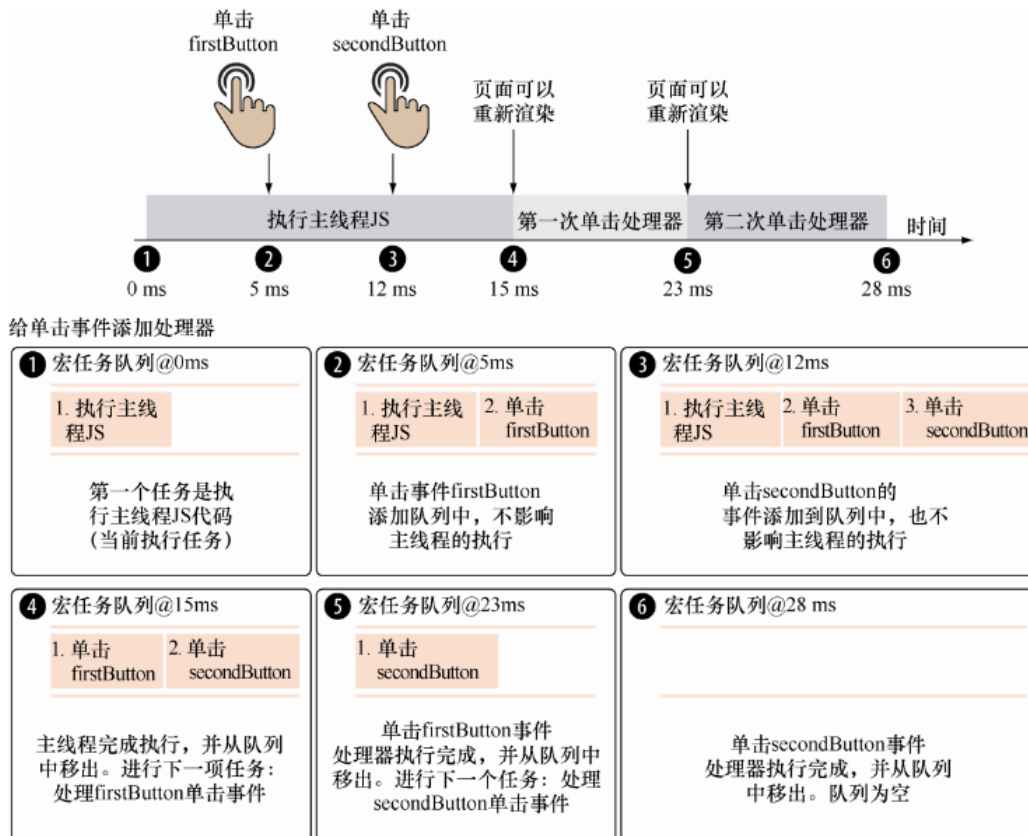 单击
firstButton
单击
secondButton
页面可以
重新渲染
页面可以
重新渲染
执行主线程JS
第一次单击处理器
第二次单击处理器
时间
1
2
3
4
5
6
0 ms
5 ms
12 ms
15 ms
23 ms
28 ms
给单击事件添加处理器
1 宏任务队列@0ms
1. 执行主线
程JS
第一个任务是执
行主线程JS代码
(当前执行任务)
2 宏任务队列@5ms
1. 执行主线
程JS
2. 单击
firstButton
单击事件firstButton
添加队列中，不影响
主线程的执行
3 宏任务队列@12ms
1. 执行主线
程JS
2. 单击
firstButton
3. 单击
secondButton
单击secondButton的
事件添加到队列中，也不
影响主线程的执行
4 宏任务队列@15ms
1. 单击
firstButton
2. 单击
secondButton
主线程完成执行，并从队列
中移出。进行下一项任务：
处理firstButton单击事件
5 宏任务队列@23ms
1. 单击
secondButton
单击firstButton事件
处理器执行完成，并从队列中
移出。进行下一个任务：处理
secondButton单击事件
6 宏任务队列@28 ms
单击secondButton事件
处理器执行完成，并从队列
中移出。队列为空